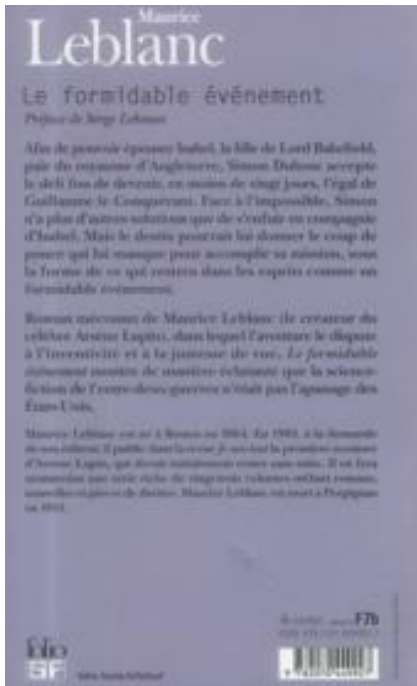 Maurice
Leblanc
Le formidable événement
Préface de Serge Lehman
Afin de pouvoir épouser Isabel, la fille de Lord Bakefield,
pair du royaume d'Angleterre, Simon Dubosc accepte
le défi fou de devenir, en moins de vingt jours, l'égal de
Guillaume le Conquérant. Face à l'impossible, Simon
n'a plus d'autres solutions que de s'enfuir en compagnie
d'Isabel. Mais le destin pourrait lui donner le coup de
pouce qui lui manque pour accomplir sa mission, sous
la forme de ce qui restera dans les esprits comme un
formidable événement.
Roman méconnu de Maurice Leblanc (le créateur du
célèbre Arsène Lupin), dans lequel l'aventure le dispute
à l'inventivité et à la justesse de vue, Le formidable
événement montre de manière éclatante que la science-
fiction de l'entre-deux-guerres n'était pas l'apanage des
États-Unis.
Maurice Leblanc est né à Rouen en 1864. En 1905, à la demande
de son éditeur, il publie dans la revue Je sais tout la première aventure
d'Arsène Lupin, qui devait initialement rester sans suite. Il en fera
une série riche de vingt-trois volumes mêlant romans,
nouvelles et pièces de théâtre. Maurice Leblanc est mort à Perpignan
en 1941.
F7b
folio
SF